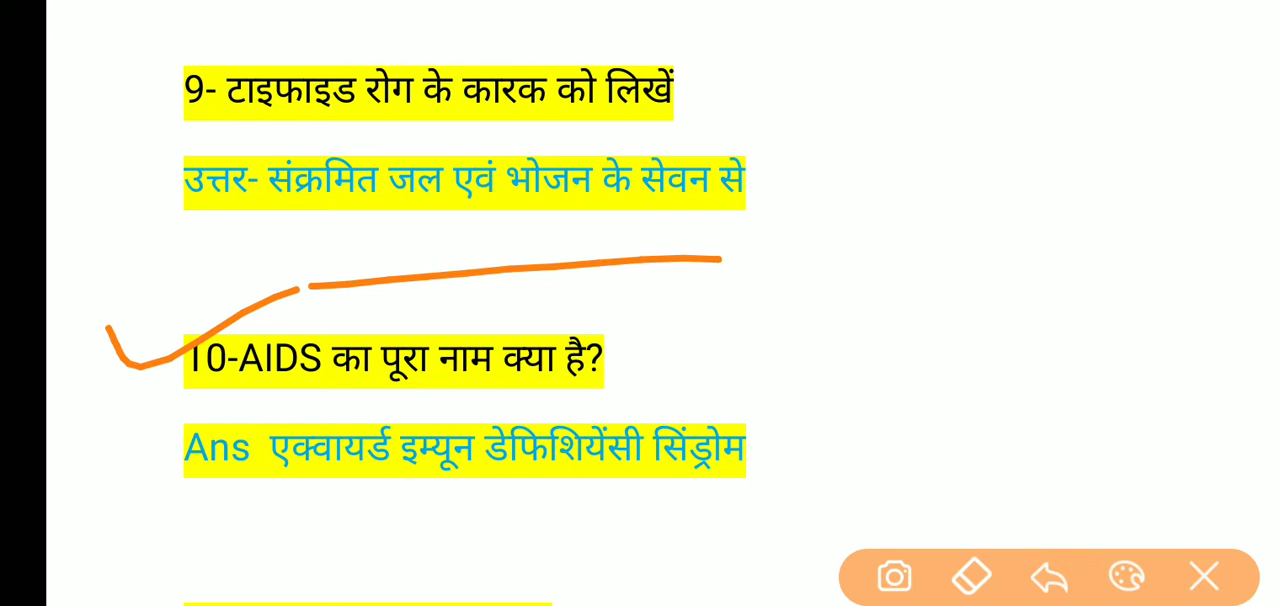 9- टाइफाइड रोग के कारक को लिखें
उत्तर- संक्रमित जल एवं भोजन के सेवन से
10-AIDS का पूरा नाम क्या है?
Ans एक्वायर्ड इम्यून डेफिशियेंसी सिंड्रोम